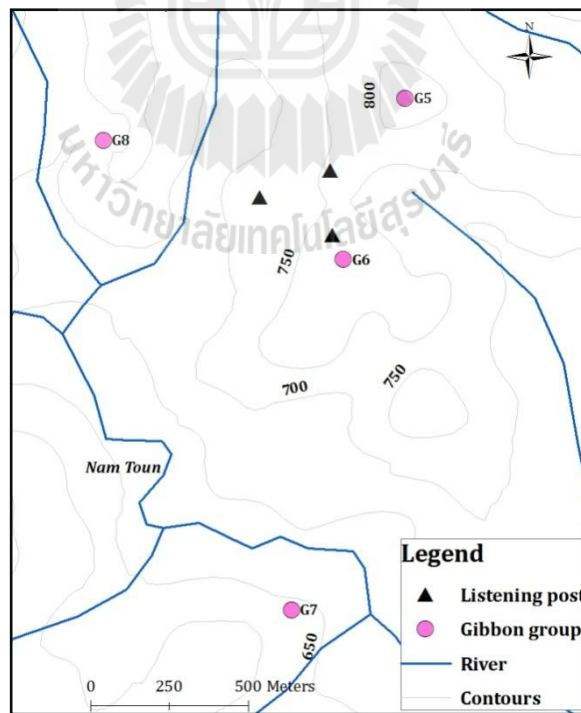 N
800
G5
G8
มหาวิทยาลัยเทคโนโลยีสุรนารี
750
G6
750
700
Nam Toun
G7
650
0 250 500 Meters
Legend
Listening post
Gibbon group
River
Contours